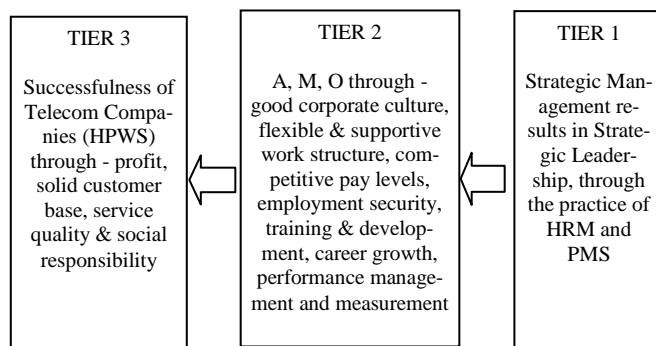 TIER 3
Successfulness of
Telecom Compa-
nies (HPWS)
through - profit,
solid customer
base, service
quality & social
responsibility
TIER 2
A, M, O through -
good corporate culture,
flexible & supportive
work structure, com-
petitive pay levels,
employment security,
training & develop-
ment, career growth,
performance manage-
ment and measurement
TIER 1
Strategic Man-
agement re-
sults in Strate-
gic Leader-
ship, through
the practice of
HRM and
PMS